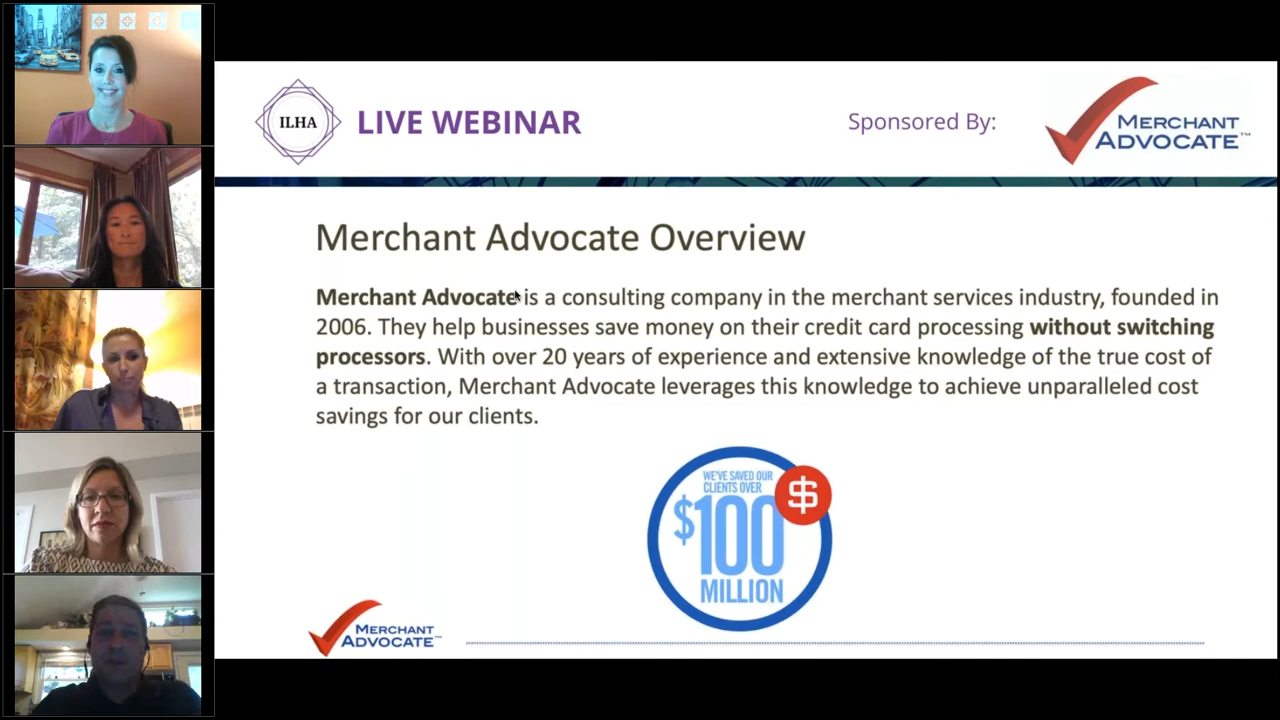 ILHA
LIVE WEBINAR
Sponsored By:
MERCHANT
ADVOCATE™
Merchant Advocate Overview
Merchant Advocate is a consulting company in the merchant services industry, founded in
2006. They help businesses save money on their credit card processing without switching
processors. With over 20 years of experience and extensive knowledge of the true cost of
a transaction, Merchant Advocate leverages this knowledge to achieve unparalleled cost
savings for our clients.
WE'VE SAVED OUR
CLIENTS OVER
$100
MILLION
$
MERCHANT
ADVOCATE™